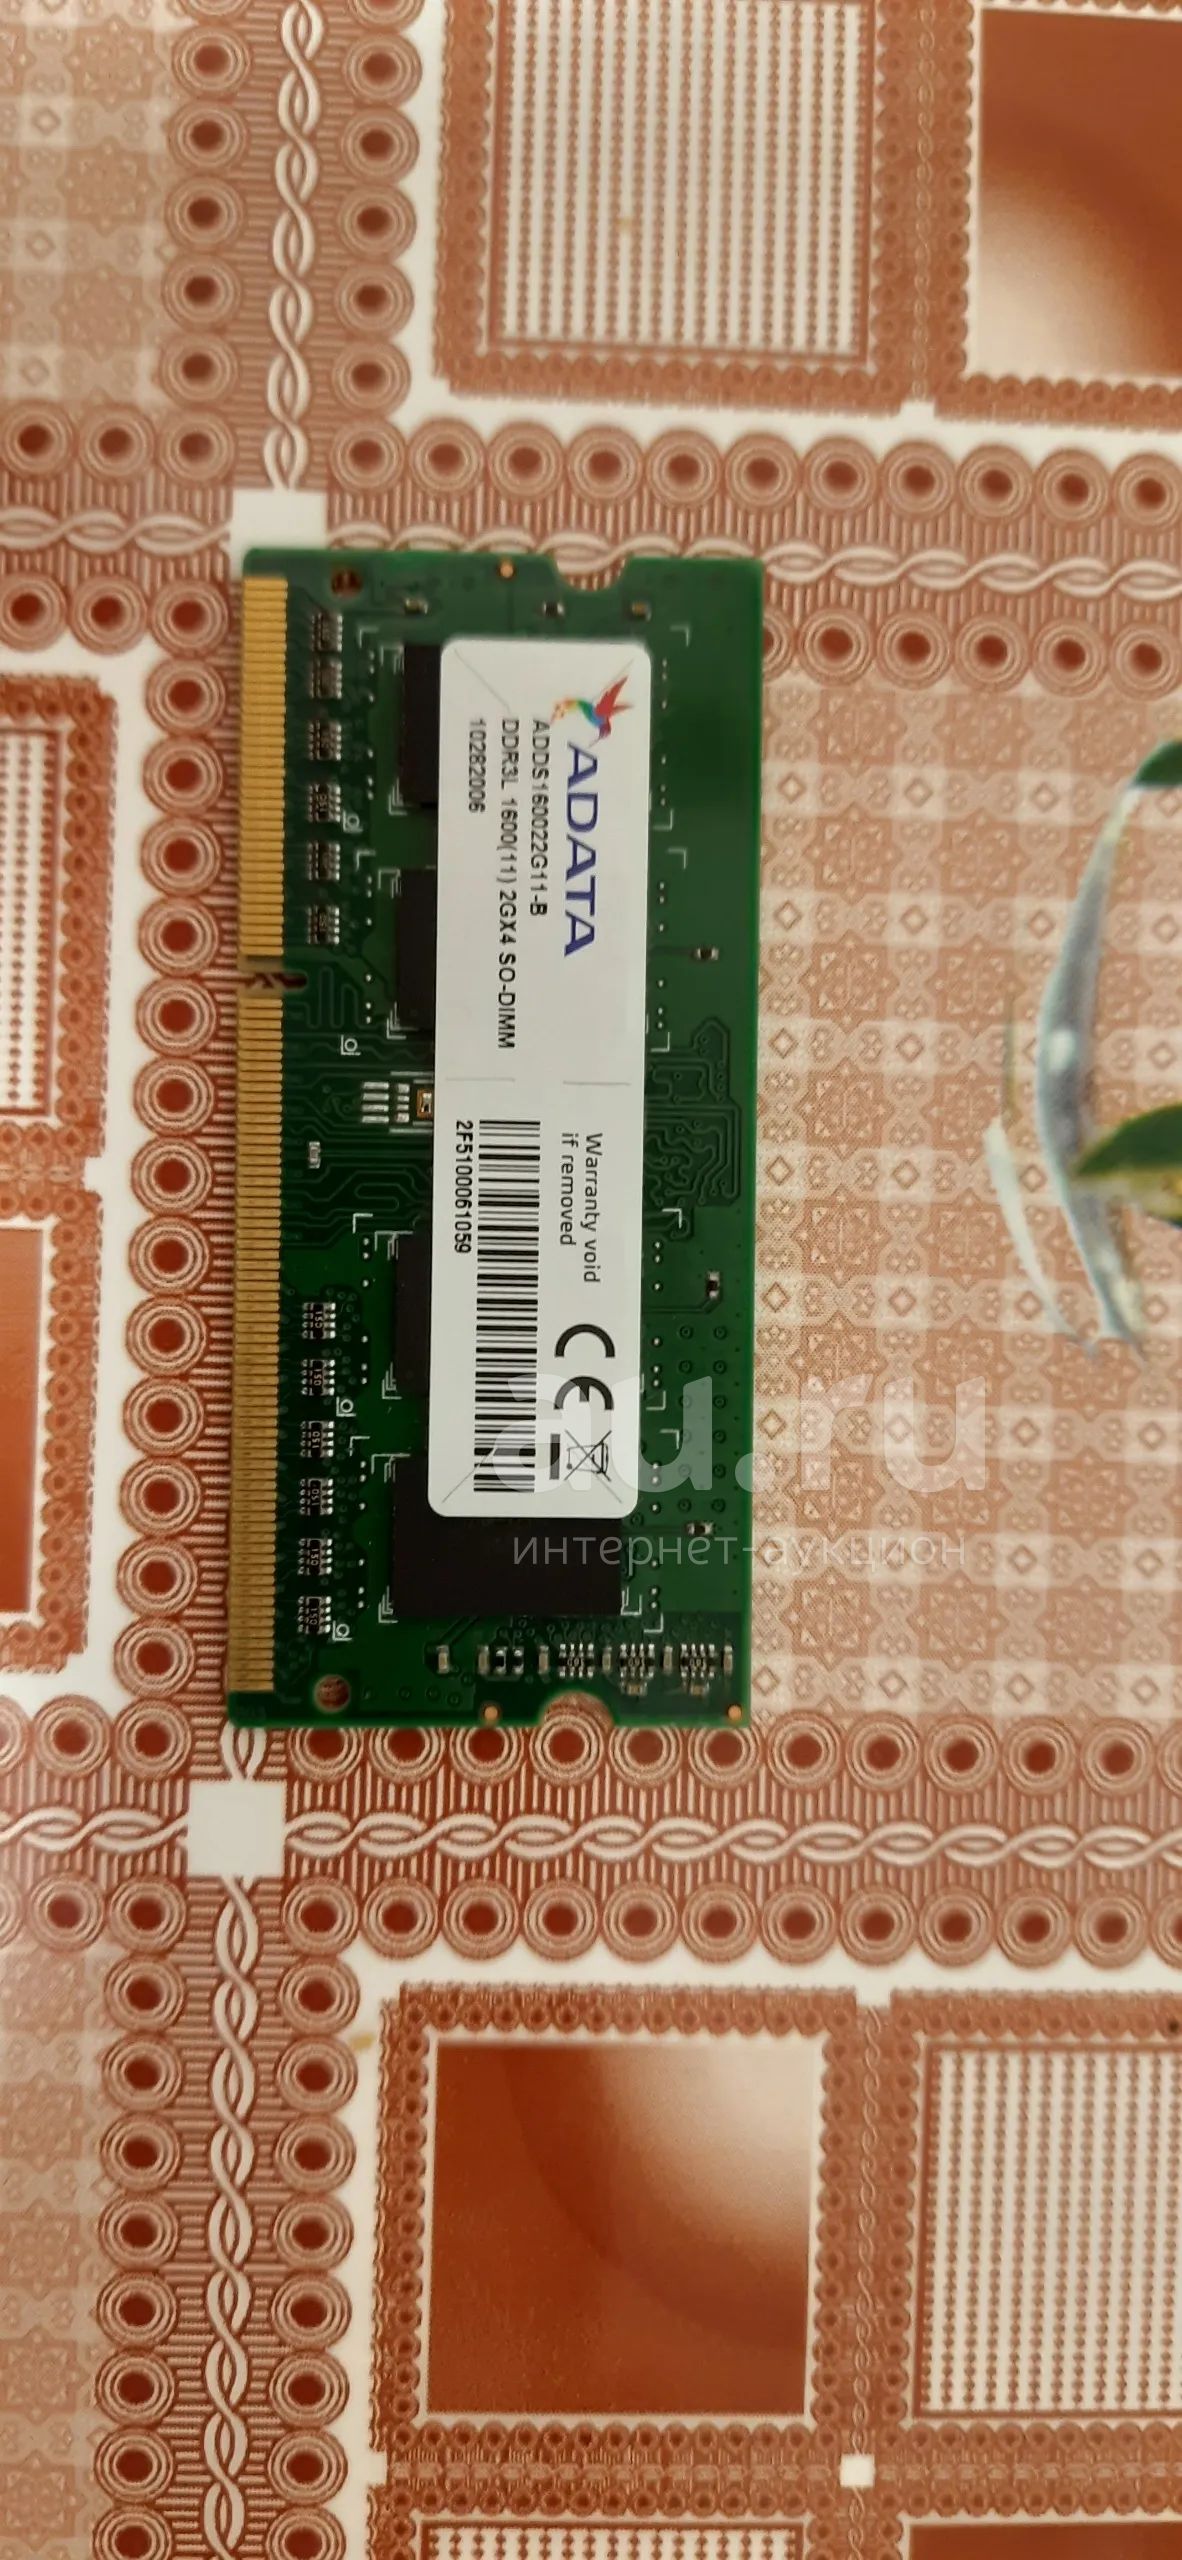 ADATA
ADDS160022G11-B
DDR3L 1600(11) 2GX4 SO-DIMM
10282006
Warranty void
if removed
CE
2F5100061059
au.ru
интернет-аукцион